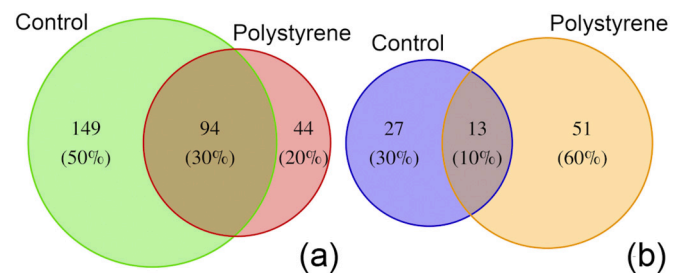 Control
Polystyrene
149
(50%)
94
(30%)
44
(20%)
(a)
Control
Polystyrene
27
(30%)
13
(10%)
51
(60%)
(b)